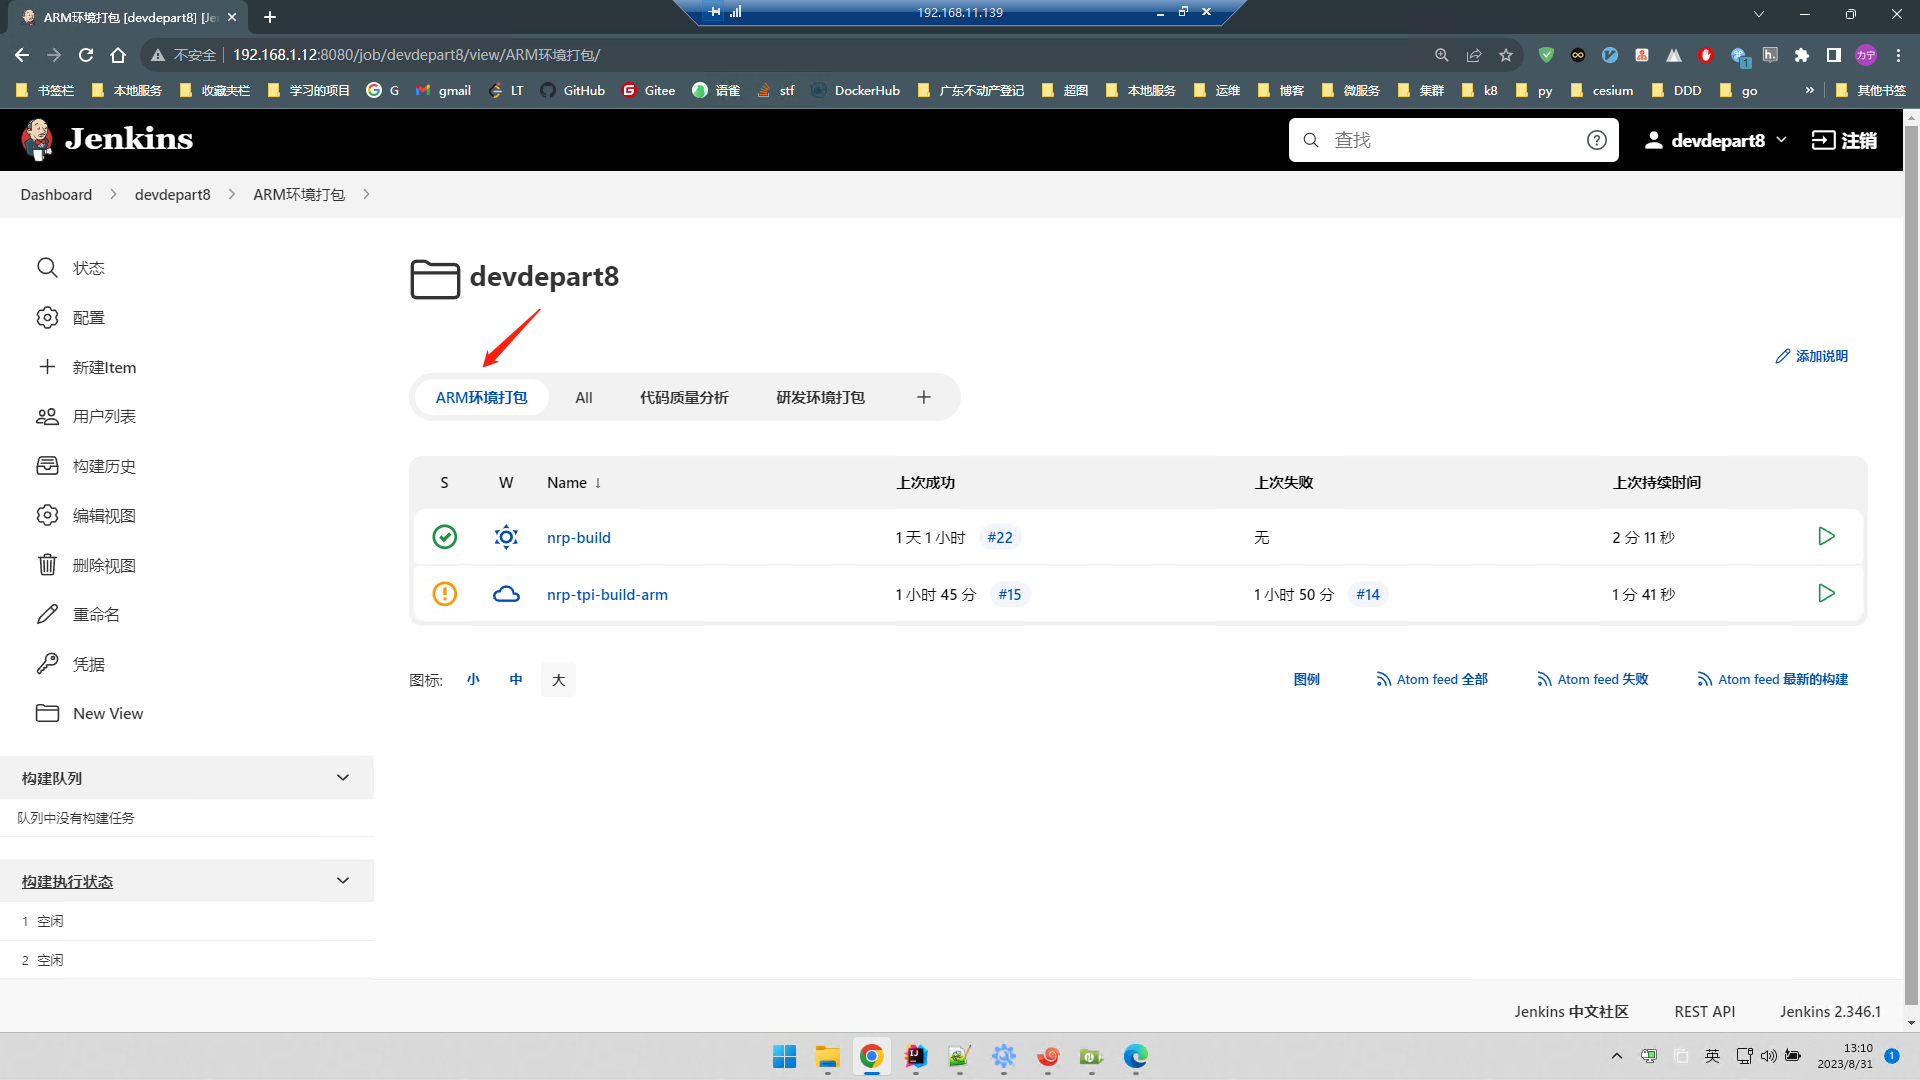 ARM环境打包 [devdepart8] [Je
192.168.11.139
不安全
192.168.1.12:8080/job/devdepart8/view/ARM环境打包/
力宁
书签栏
本地服务
收藏夹栏
学习的项目
G
gmail
LT
GitHub
Gitee
语雀
stf
DockerHub
广东不动产登记
超图
本地服务
运维
博客
微服务
集群
k8
py
cesium
DDD
go
»
其他书签
Jenkins
查找
devdepart8
注销
Dashboard
devdepart8
ARM环境打包
状态
配置
新建Item
用户列表
构建历史
编辑视图
删除视图
重命名
凭据
New View
构建队列
队列中没有构建任务
构建执行状态
1 空闲
2 空闲
devdepart8
添加说明
ARM环境打包
All
代码质量分析
研发环境打包
+
S W Name ↓ 上次成功 上次失败 上次持续时间
nrp-build 1 天 1 小时 #22 无 2 分 11 秒
nrp-tpi-build-arm 1 小时 45 分 #15 1 小时 50 分 #14 1 分 41 秒
图标: 小 中 大
图例
Atom feed 全部
Atom feed 失败
Atom feed 最新的构建
Jenkins 中文社区
REST API
Jenkins 2.346.1
英
13:10
2023/8/31
1